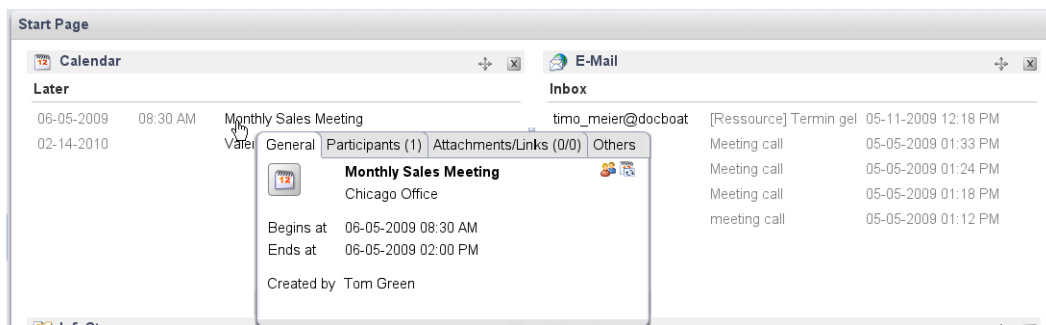 Start Page
12 Calendar
Later
06-05-2009 08:30 AM Monthly Sales Meeting
02-14-2010
General Participants (1) Attachments/Links (0/0) Others
12 Monthly Sales Meeting
Chicago Office
Begins at 06-05-2009 08:30 AM
Ends at 06-05-2009 02:00 PM
Created by Tom Green
E-Mail
Inbox
timo_meier@docboat [Ressource] Termin gel 05-11-2009 12:18 PM
Meeting call 05-05-2009 01:33 PM
Meeting call 05-05-2009 01:24 PM
Meeting call 05-05-2009 01:18 PM
meeting call 05-05-2009 01:12 PM